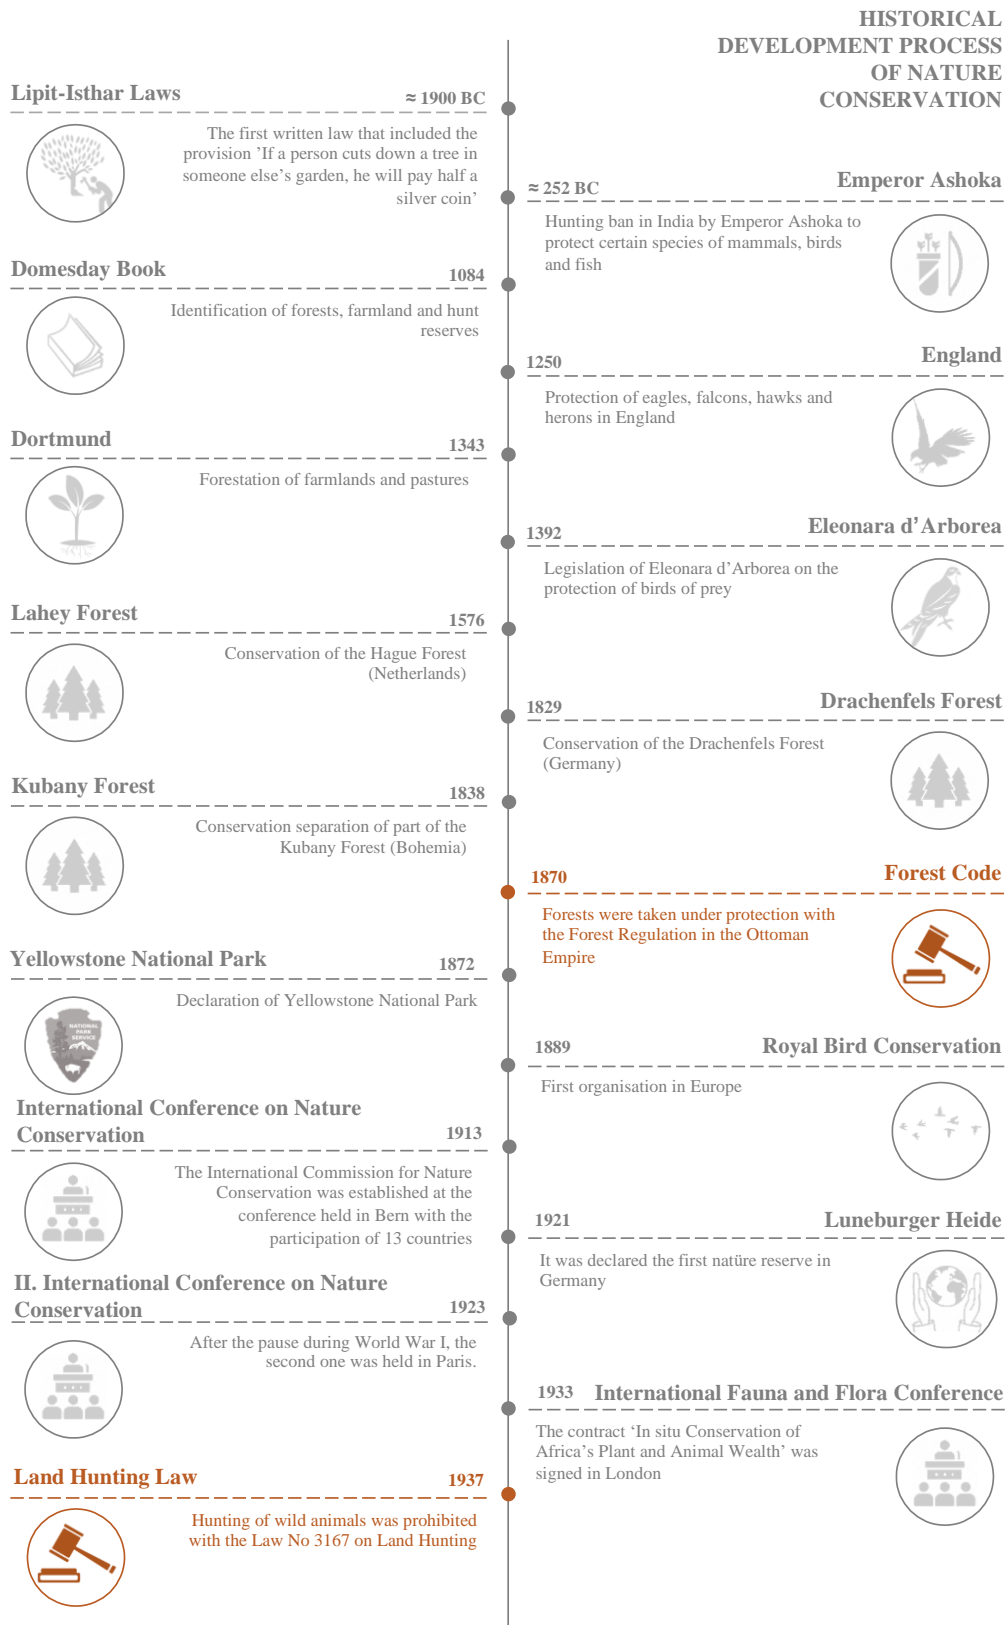 HISTORICAL
DEVELOPMENT PROCESS
OF NATURE
CONSERVATION
Lipit-Isthar Laws
≈ 1900 BC
The first written law that included the
provision ’If a person cuts down a tree in
someone else’s garden, he will pay half a
silver coin’
≈ 252 BC
Emperor Ashoka
Hunting ban in India by Emperor Ashoka to
protect certain species of mammals, birds
and fish
Domesday Book
1084
Identification of forests, farmland and hunt
reserves
1250
England
Protection of eagles, falcons, hawks and
herons in England
Dortmund
1343
Forestation of farmlands and pastures
1392
Eleonara d’Arborea
Legislation of Eleonara d’Arborea on the
protection of birds of prey
Lahey Forest
1576
Conservation of the Hague Forest
(Netherlands)
1829
Drachenfels Forest
Conservation of the Drachenfels Forest
(Germany)
Kubany Forest
1838
Conservation separation of part of the
Kubany Forest (Bohemia)
1870
Forest Code
Forests were taken under protection with
the Forest Regulation in the Ottoman
Empire
Yellowstone National Park
1872
Declaration of Yellowstone National Park
NATIONAL
PARK
SERVICE
1889
Royal Bird Conservation
First organisation in Europe
International Conference on Nature
Conservation
1913
The International Commission for Nature
Conservation was established at the
conference held in Bern with the
participation of 13 countries
1921
Luneburger Heide
It was declared the first natüre reserve in
Germany
II. International Conference on Nature
Conservation
1923
After the pause during World War I, the
second one was held in Paris.
1933
International Fauna and Flora Conference
The contract ‘In situ Conservation of
Africa’s Plant and Animal Wealth’ was
signed in London
Land Hunting Law
1937
Hunting of wild animals was prohibited
with the Law No 3167 on Land Hunting